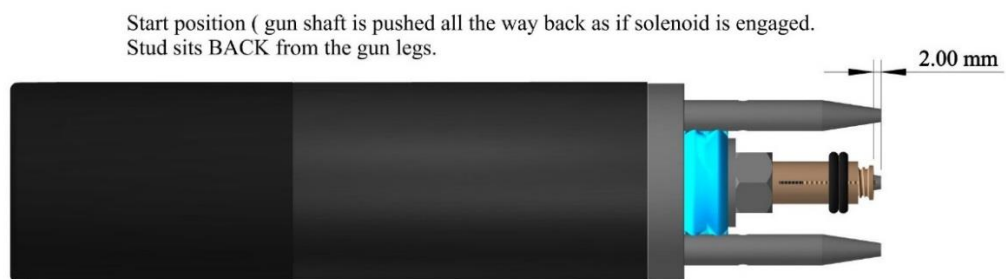 Start position ( gun shaft is pushed all the way back as if solenoid is engaged.
Stud sits BACK from the gun legs.
2.00 mm